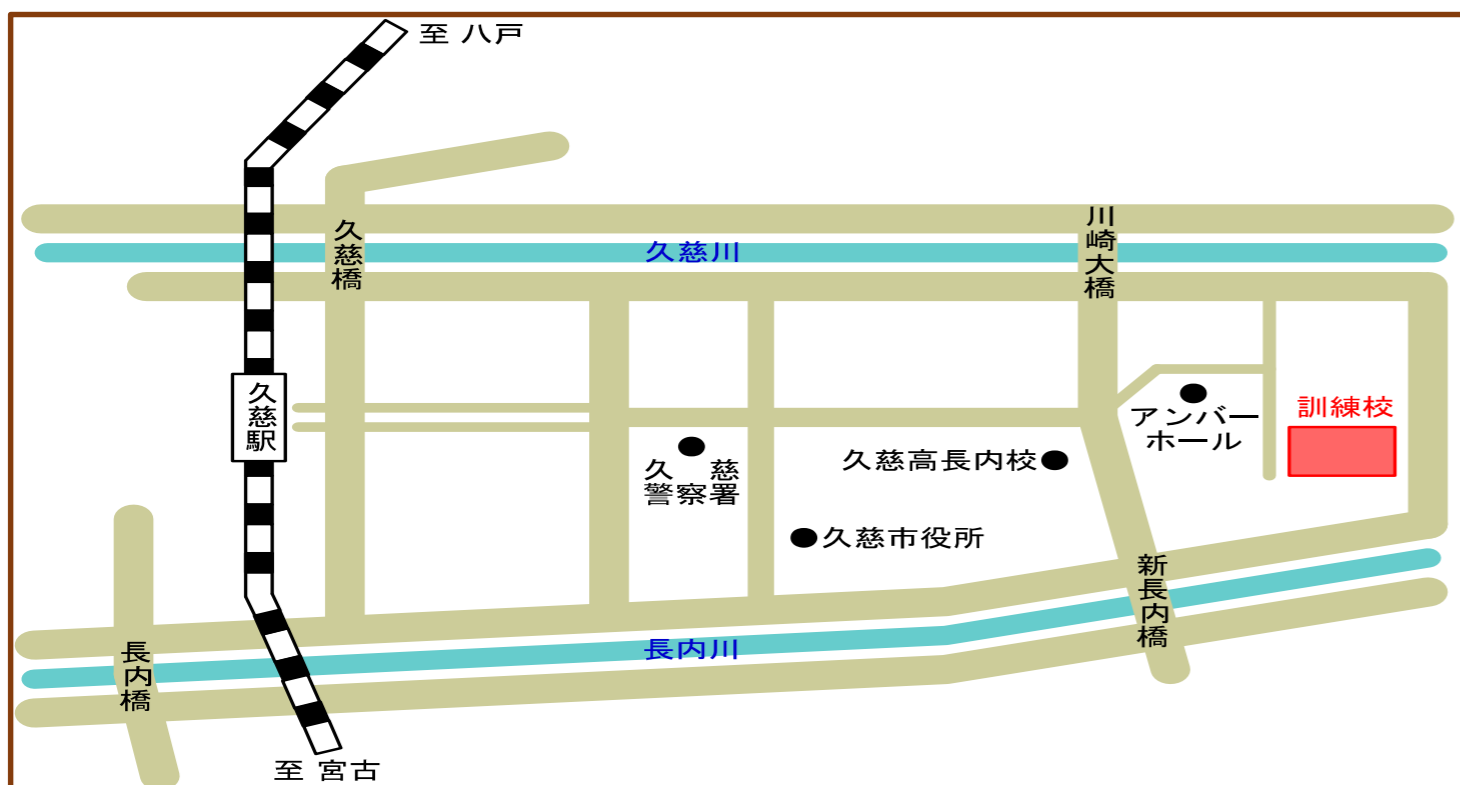 至 八戸
久慈橋
久慈川
川崎大橋
久慈駅
訓練校
アンバー
ホール
久慈
警察署
久慈高長内校
久慈市役所
新長内橋
長内川
長内橋
至 宮古